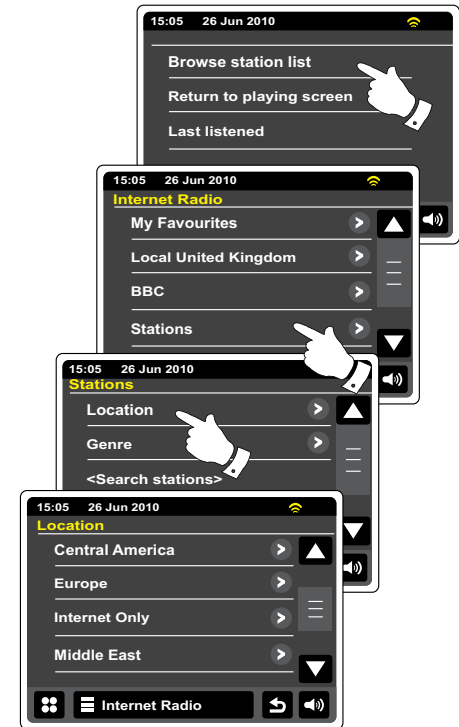 15:05 26 Jun 2010
Browse station list
Return to playing screen
Last listened
15:05 26 Jun 2010
Internet Radio
My Favourites
Local United Kingdom
BBC
Stations
15:05 26 Jun 2010
Stations
Location
Genre
<Search stations>
15:05 26 Jun 2010
Location
Central America
Europe
Internet Only
Middle East
Internet Radio